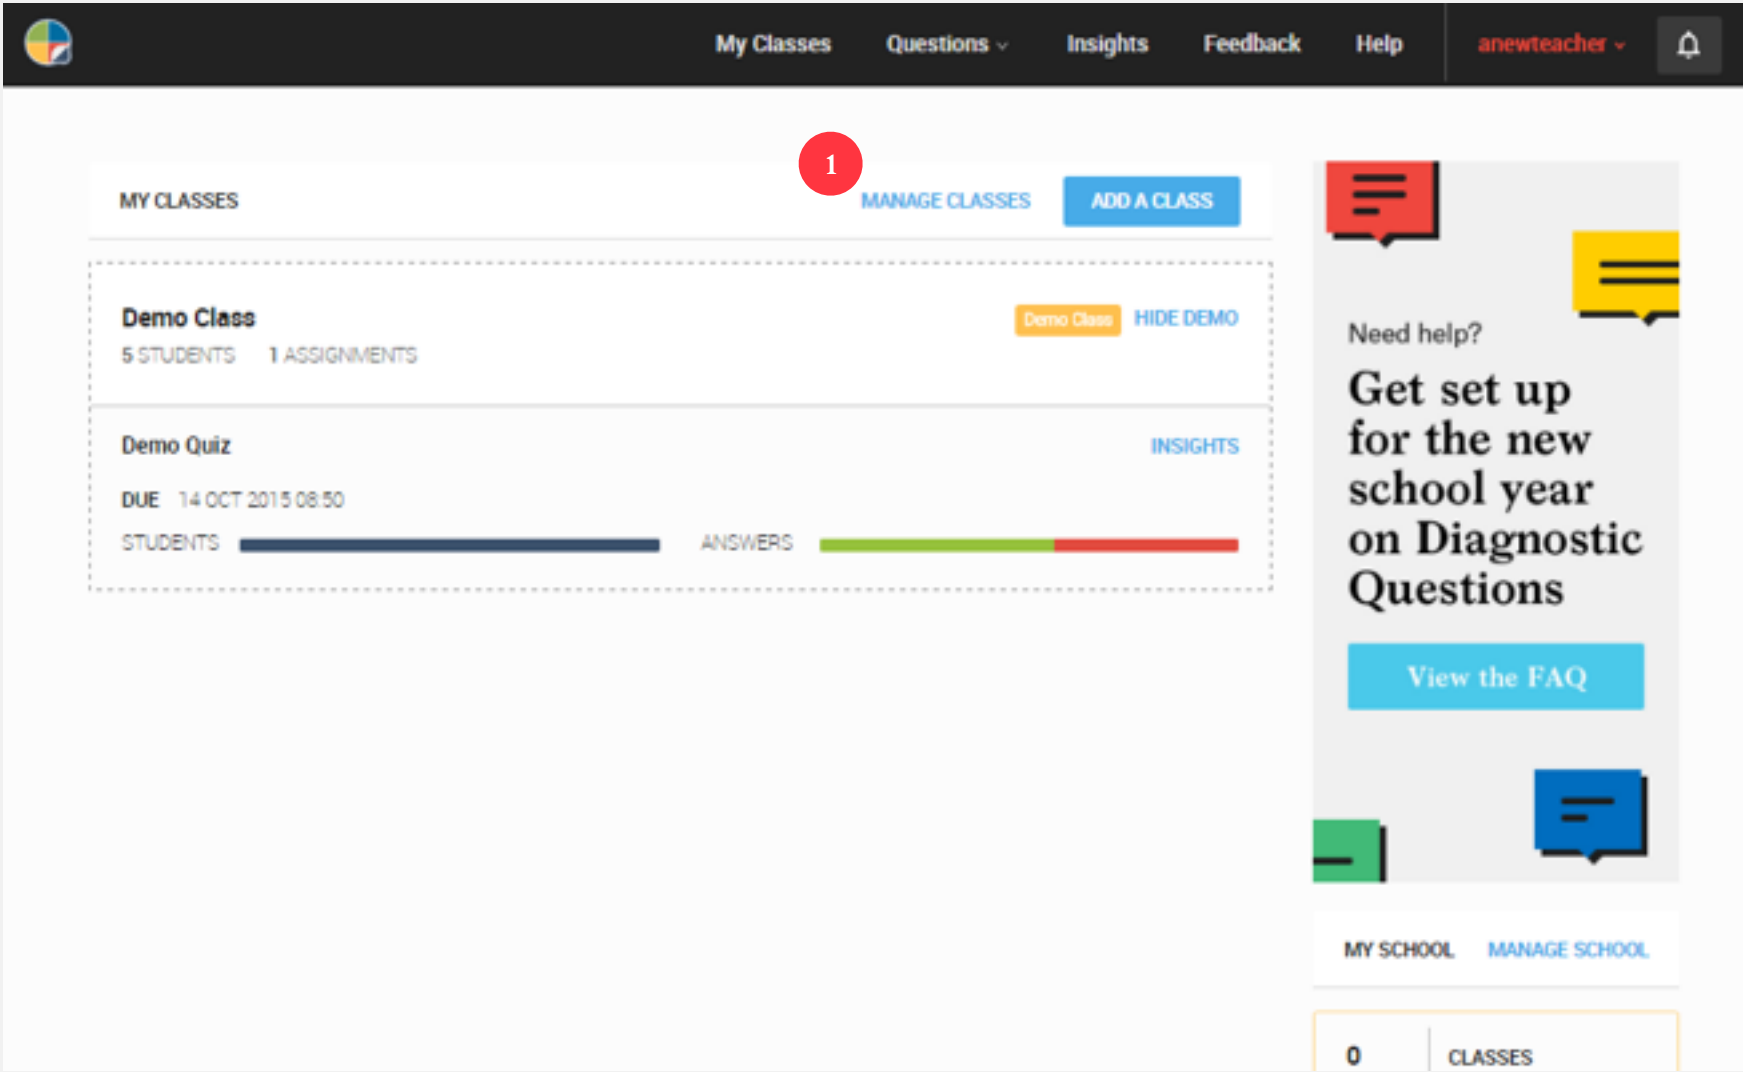 My Classes Questions Insights Feedback Help anewteacher
1
MY CLASSES MANAGE CLASSES ADD A CLASS
Demo Class Demo Class HIDE DEMO
5 STUDENTS 1 ASSIGNMENTS
Demo Quiz INSIGHTS
DUE 14 OCT 2015 08:50
STUDENTS ANSWERS
Need help?
Get set up
for the new
school year
on Diagnostic
Questions
View the FAQ
MY SCHOOL MANAGE SCHOOL
0 CLASSES